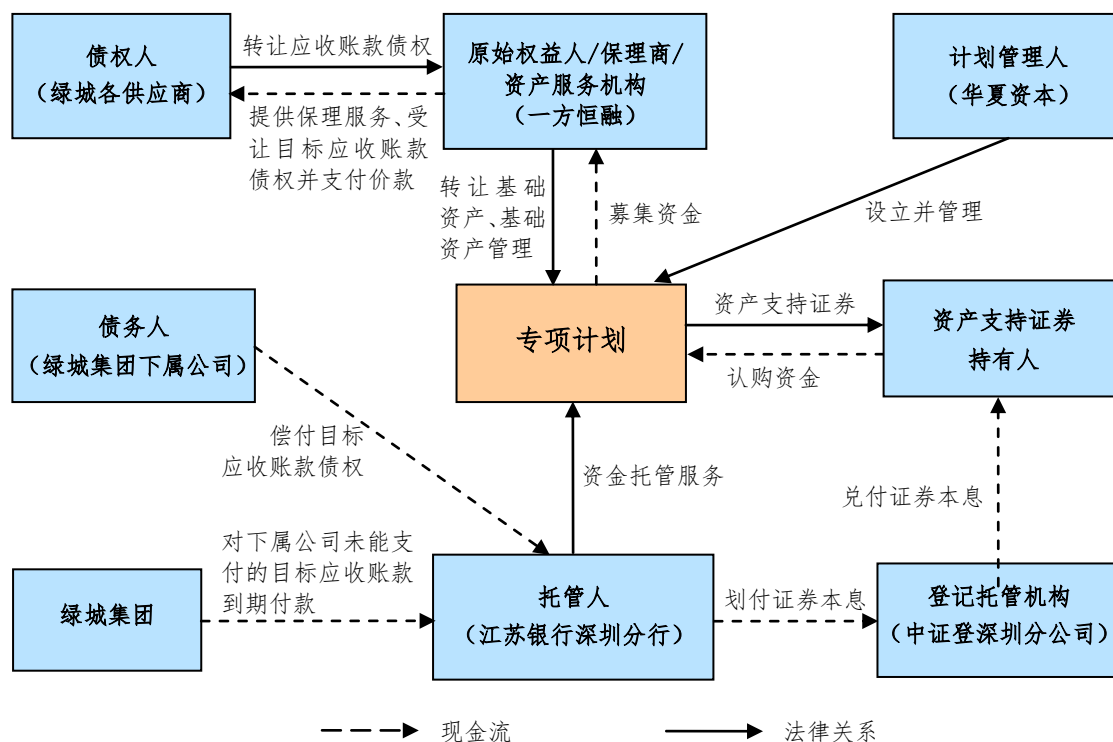 债权人
（绿城各供应商）
转让应收账款债权
提供保理服务、受
让目标应收账款
债权并支付价款
原始权益人/保理商/
资产服务机构
（一方恒融）
计划管理人
（华夏资本）
转让基础
资产、基础
资产管理
募集资金
设立并管理
债务人
（绿城集团下属公司）
专项计划
资产支持证券
认购资金
资产支持证券
持有人
偿付目标
应收账款债权
资金托管服务
兑付证券本息
绿城集团
对下属公司未能支
付的目标应收账款
到期付款
托管人
（江苏银行深圳分行）
划付证券本息
登记托管机构
（中证登深圳分公司）
现金流
法律关系